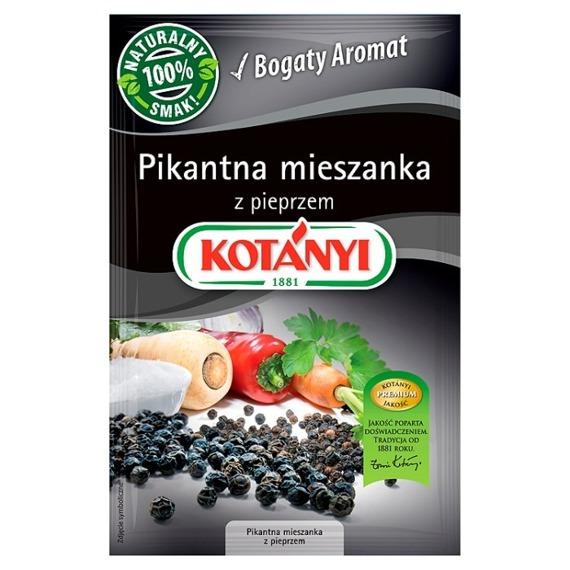 NATURALNY
100%
SMAK!
Bogaty Aromat
Pikantna mieszanka
z pieprzem
KOTÁNYI
1881
KOTÁNYI
PREMIUM
JAKOŚĆ
JAKOŚĆ POPARTA
DOŚWIADCZENIEM.
TRADYCJA OD
1881 ROKU.
Zdjęcie symboliczne
Pikantna mieszanka
z pieprzem